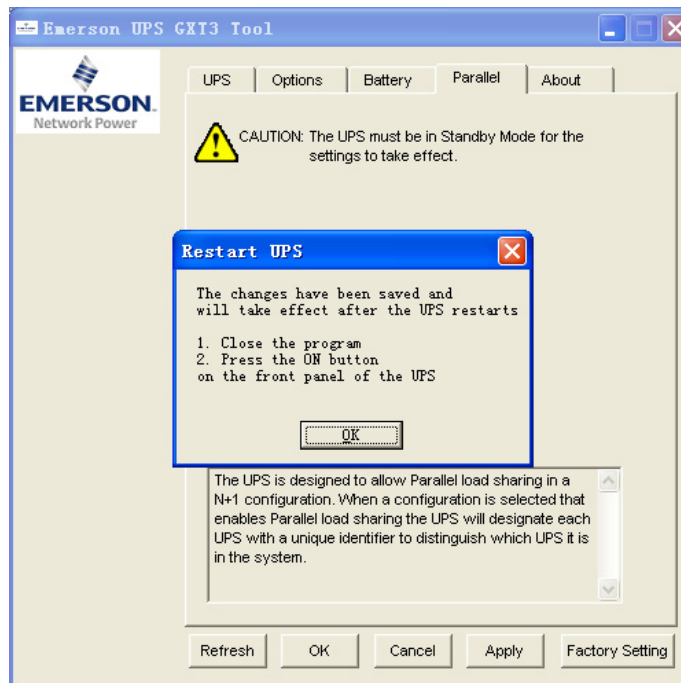 Emerson UPS GXT3 Tool
EMERSON.
Network Power
UPS Options Battery Parallel About
CAUTION: The UPS must be in Standby Mode for the
settings to take effect.
Restart UPS
The changes have been saved and
will take effect after the UPS restarts
1. Close the program
2. Press the ON button
on the front panel of the UPS
OK
The UPS is designed to allow Parallel load sharing in a
N+1 configuration. When a configuration is selected that
enables Parallel load sharing the UPS will designate each
UPS with a unique identifier to distinguish which UPS it is
in the system.
Refresh OK Cancel Apply Factory Setting